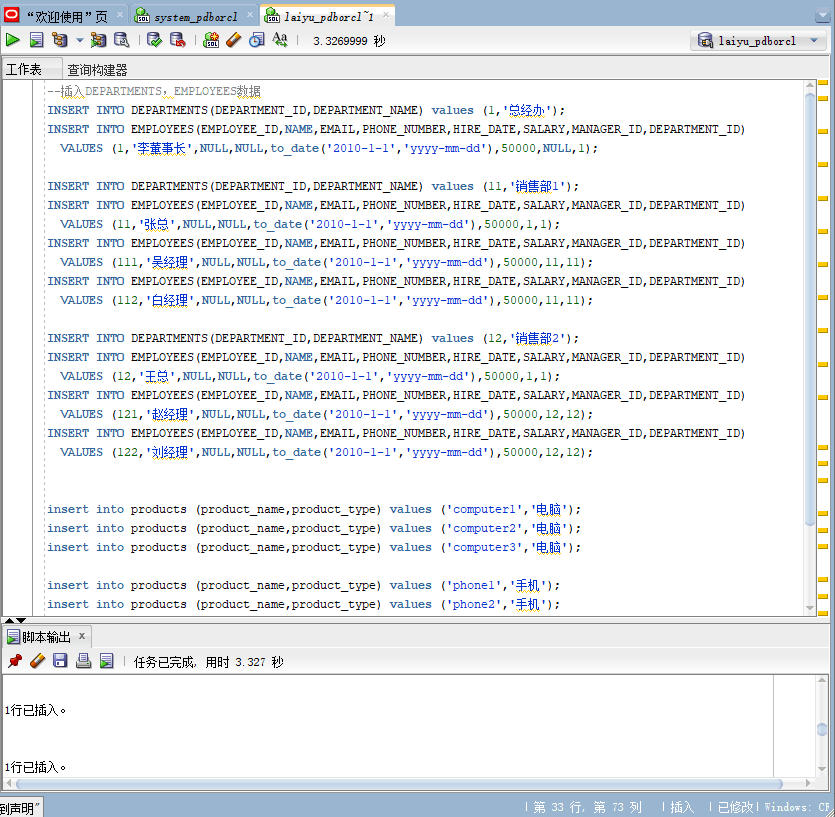 “欢迎使用”页
system_pdborcl
laiyu_pdborcl~1
3.3269999 秒
laiyu_pdborcl
工作表
查询构建器
--插入DEPARTMENTS，EMPLOYEES数据
INSERT INTO DEPARTMENTS(DEPARTMENT_ID,DEPARTMENT_NAME) values (1,'总经办');
INSERT INTO EMPLOYEES(EMPLOYEE_ID,NAME,EMAIL,PHONE_NUMBER,HIRE_DATE,SALARY,MANAGER_ID,DEPARTMENT_ID)
VALUES (1,'李董事长',NULL,NULL,to_date('2010-1-1','yyyy-mm-dd'),50000,NULL,1);
INSERT INTO DEPARTMENTS(DEPARTMENT_ID,DEPARTMENT_NAME) values (11,'销售部1');
INSERT INTO EMPLOYEES(EMPLOYEE_ID,NAME,EMAIL,PHONE_NUMBER,HIRE_DATE,SALARY,MANAGER_ID,DEPARTMENT_ID)
VALUES (11,'张总',NULL,NULL,to_date('2010-1-1','yyyy-mm-dd'),50000,1,1);
INSERT INTO EMPLOYEES(EMPLOYEE_ID,NAME,EMAIL,PHONE_NUMBER,HIRE_DATE,SALARY,MANAGER_ID,DEPARTMENT_ID)
VALUES (111,'吴经理',NULL,NULL,to_date('2010-1-1','yyyy-mm-dd'),50000,11,11);
INSERT INTO EMPLOYEES(EMPLOYEE_ID,NAME,EMAIL,PHONE_NUMBER,HIRE_DATE,SALARY,MANAGER_ID,DEPARTMENT_ID)
VALUES (112,'白经理',NULL,NULL,to_date('2010-1-1','yyyy-mm-dd'),50000,11,11);
INSERT INTO DEPARTMENTS(DEPARTMENT_ID,DEPARTMENT_NAME) values (12,'销售部2');
INSERT INTO EMPLOYEES(EMPLOYEE_ID,NAME,EMAIL,PHONE_NUMBER,HIRE_DATE,SALARY,MANAGER_ID,DEPARTMENT_ID)
VALUES (12,'王总',NULL,NULL,to_date('2010-1-1','yyyy-mm-dd'),50000,1,1);
INSERT INTO EMPLOYEES(EMPLOYEE_ID,NAME,EMAIL,PHONE_NUMBER,HIRE_DATE,SALARY,MANAGER_ID,DEPARTMENT_ID)
VALUES (121,'赵经理',NULL,NULL,to_date('2010-1-1','yyyy-mm-dd'),50000,12,12);
INSERT INTO EMPLOYEES(EMPLOYEE_ID,NAME,EMAIL,PHONE_NUMBER,HIRE_DATE,SALARY,MANAGER_ID,DEPARTMENT_ID)
VALUES (122,'刘经理',NULL,NULL,to_date('2010-1-1','yyyy-mm-dd'),50000,12,12);
insert into products (product_name,product_type) values ('computer1','电脑');
insert into products (product_name,product_type) values ('computer2','电脑');
insert into products (product_name,product_type) values ('computer3','电脑');
insert into products (product_name,product_type) values ('phone1','手机');
insert into products (product_name,product_type) values ('phone2','手机');
脚本输出
任务已完成, 用时 3.327 秒
1行已插入。
1行已插入。
到声明”
第 33 行, 第 73 列
插入
已修改
Windows: CR